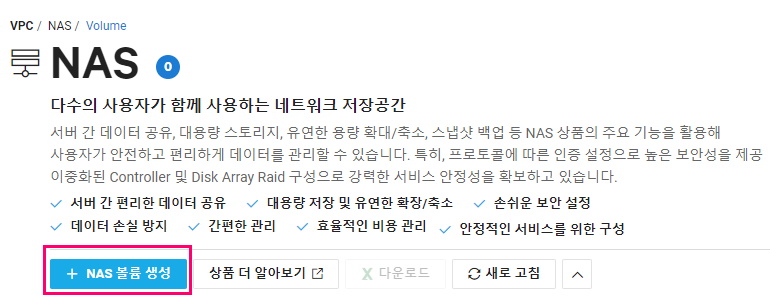 VPC / NAS / Volume
NAS 0
다수의 사용자가 함께 사용하는 네트워크 저장공간
서버 간 데이터 공유, 대용량 스토리지, 유연한 용량 확대/축소, 스냅샷 백업 등 NAS 상품의 주요 기능을 활용해
사용자가 안전하고 편리하게 데이터를 관리할 수 있습니다. 특히, 프로토콜에 따른 인증 설정으로 높은 보안성을 제공
이중화된 Controller 및 Disk Array Raid 구성으로 강력한 서비스 안정성을 확보하고 있습니다.
서버 간 편리한 데이터 공유 대용량 저장 및 유연한 확장/축소 손쉬운 보안 설정
데이터 손실 방지 간편한 관리 효율적인 비용 관리 안정적인 서비스를 위한 구성
+ NAS 볼륨 생성 상품 더 알아보기 X 다운로드 새로 고침